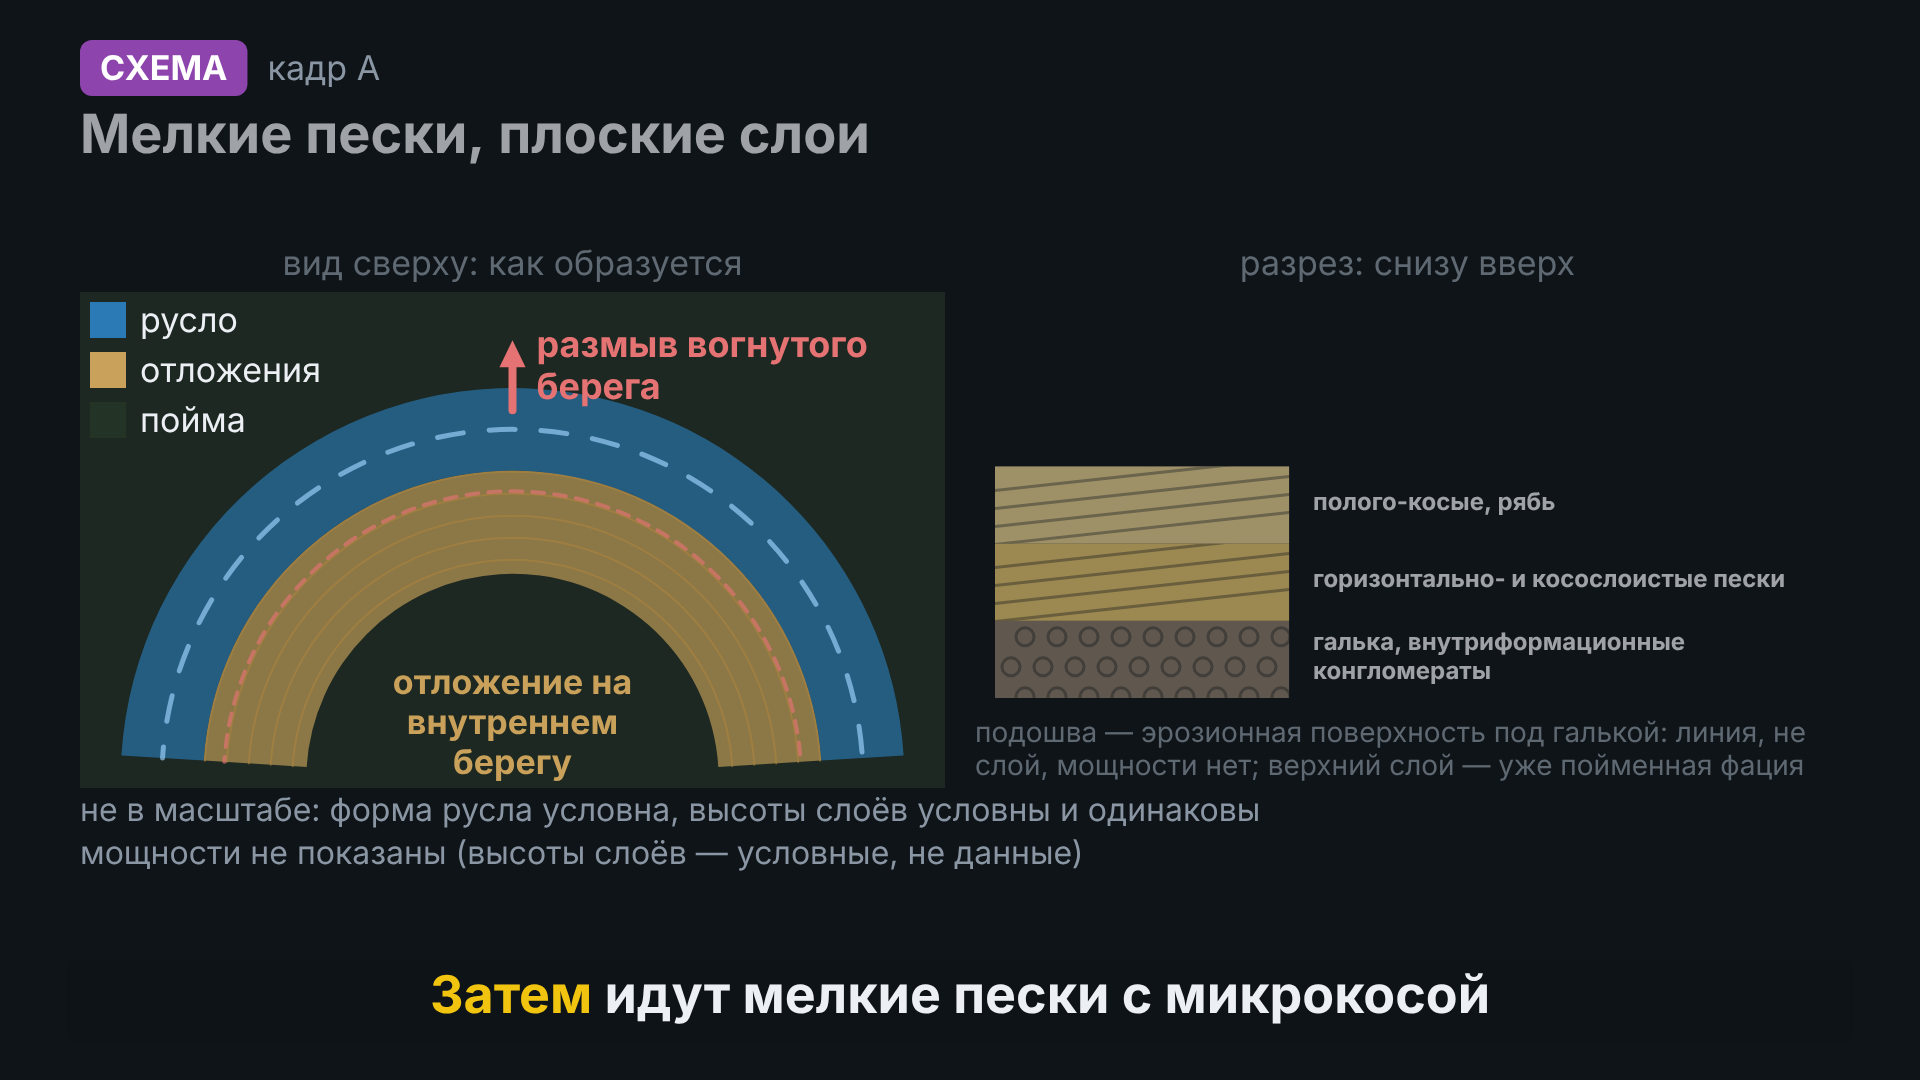 СХЕМА кадр А
Мелкие пески, плоские слои
вид сверху: как образуется
русло
отложения
пойма
размыв вогнутого
берега
отложение на
внутреннем
берегу
разрез: снизу вверх
полого-косые, рябь
горизонтально- и косослоистые пески
галька, внутриформационные
конгломераты
подошва — эрозионная поверхность под галькой: линия, не
слой, мощности нет; верхний слой — уже пойменная фация
не в масштабе: форма русла условна, высоты слоёв условны и одинаковы
мощности не показаны (высоты слоёв — условные, не данные)
Затем идут мелкие пески с микрокосой